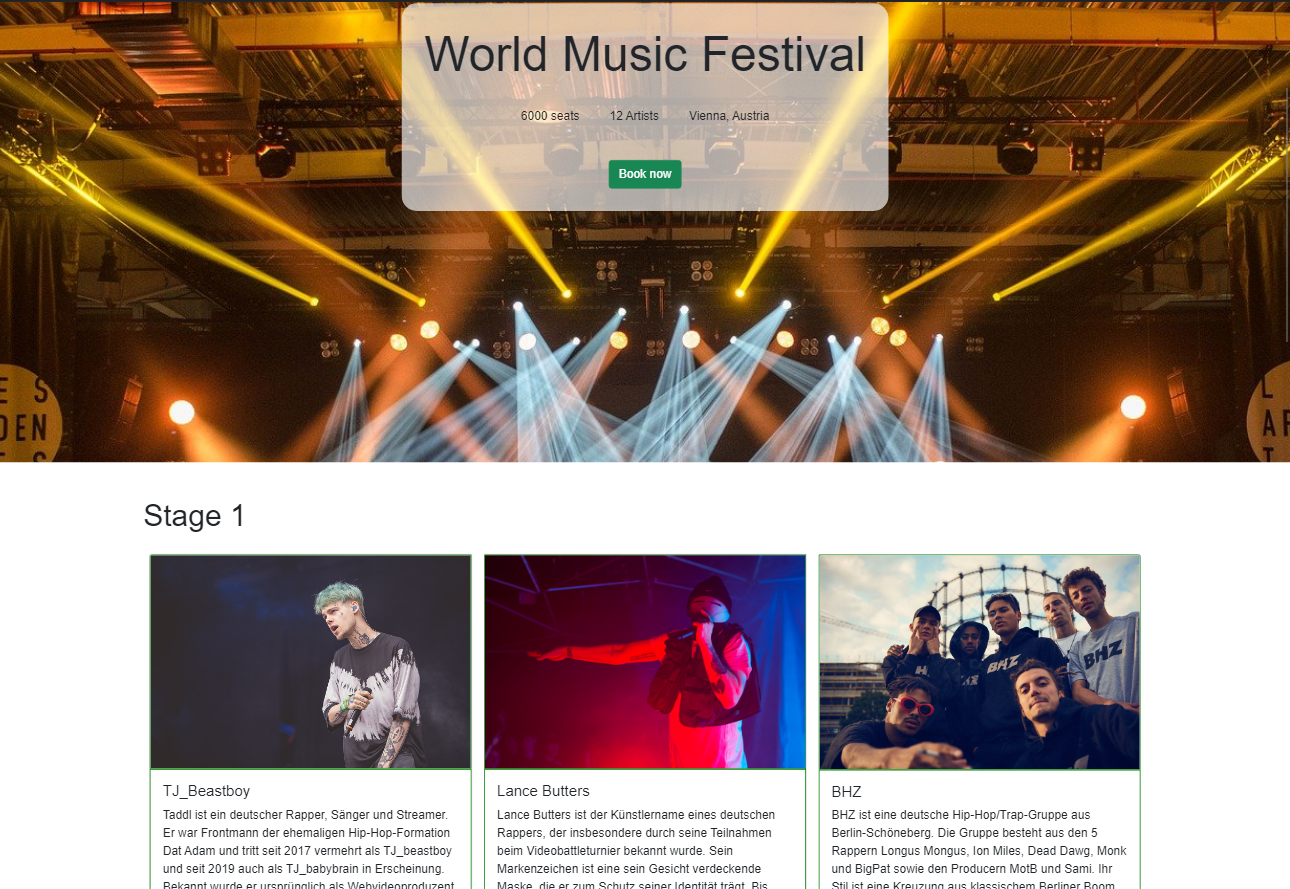 World Music Festival
6000 seats 12 Artists Vienna, Austria
Book now
E S
DEN
E S
L
AR
T
Stage 1
BHZ
BHZ
TJ_Beastboy
Taddl ist ein deutscher Rapper, Sänger und Streamer.
Er war Frontmann der ehemaligen Hip-Hop-Formation
Dat Adam und tritt seit 2017 vermehrt als TJ_beastboy
und seit 2019 auch als TJ_babybrain in Erscheinung.
Bekannt wurde er ursprünglich als Webvideoproduzent
Lance Butters
Lance Butters ist der Künstlername eines deutschen
Rappers, der insbesondere durch seine Teilnahmen
beim Videobattleturnier bekannt wurde. Sein
Markenzeichen ist eine sein Gesicht verdeckende
Maske, die er zum Schutz seiner Identität trägt. Bis
BHZ
BHZ ist eine deutsche Hip-Hop/Trap-Gruppe aus
Berlin-Schöneberg. Die Gruppe besteht aus den 5
Rappern Longus Mongus, Ion Miles, Dead Dawg, Monk
und BigPat sowie den Producern MotB und Sami. Ihr
Stil ist eine Kreuzung aus klassischem Berliner Boom